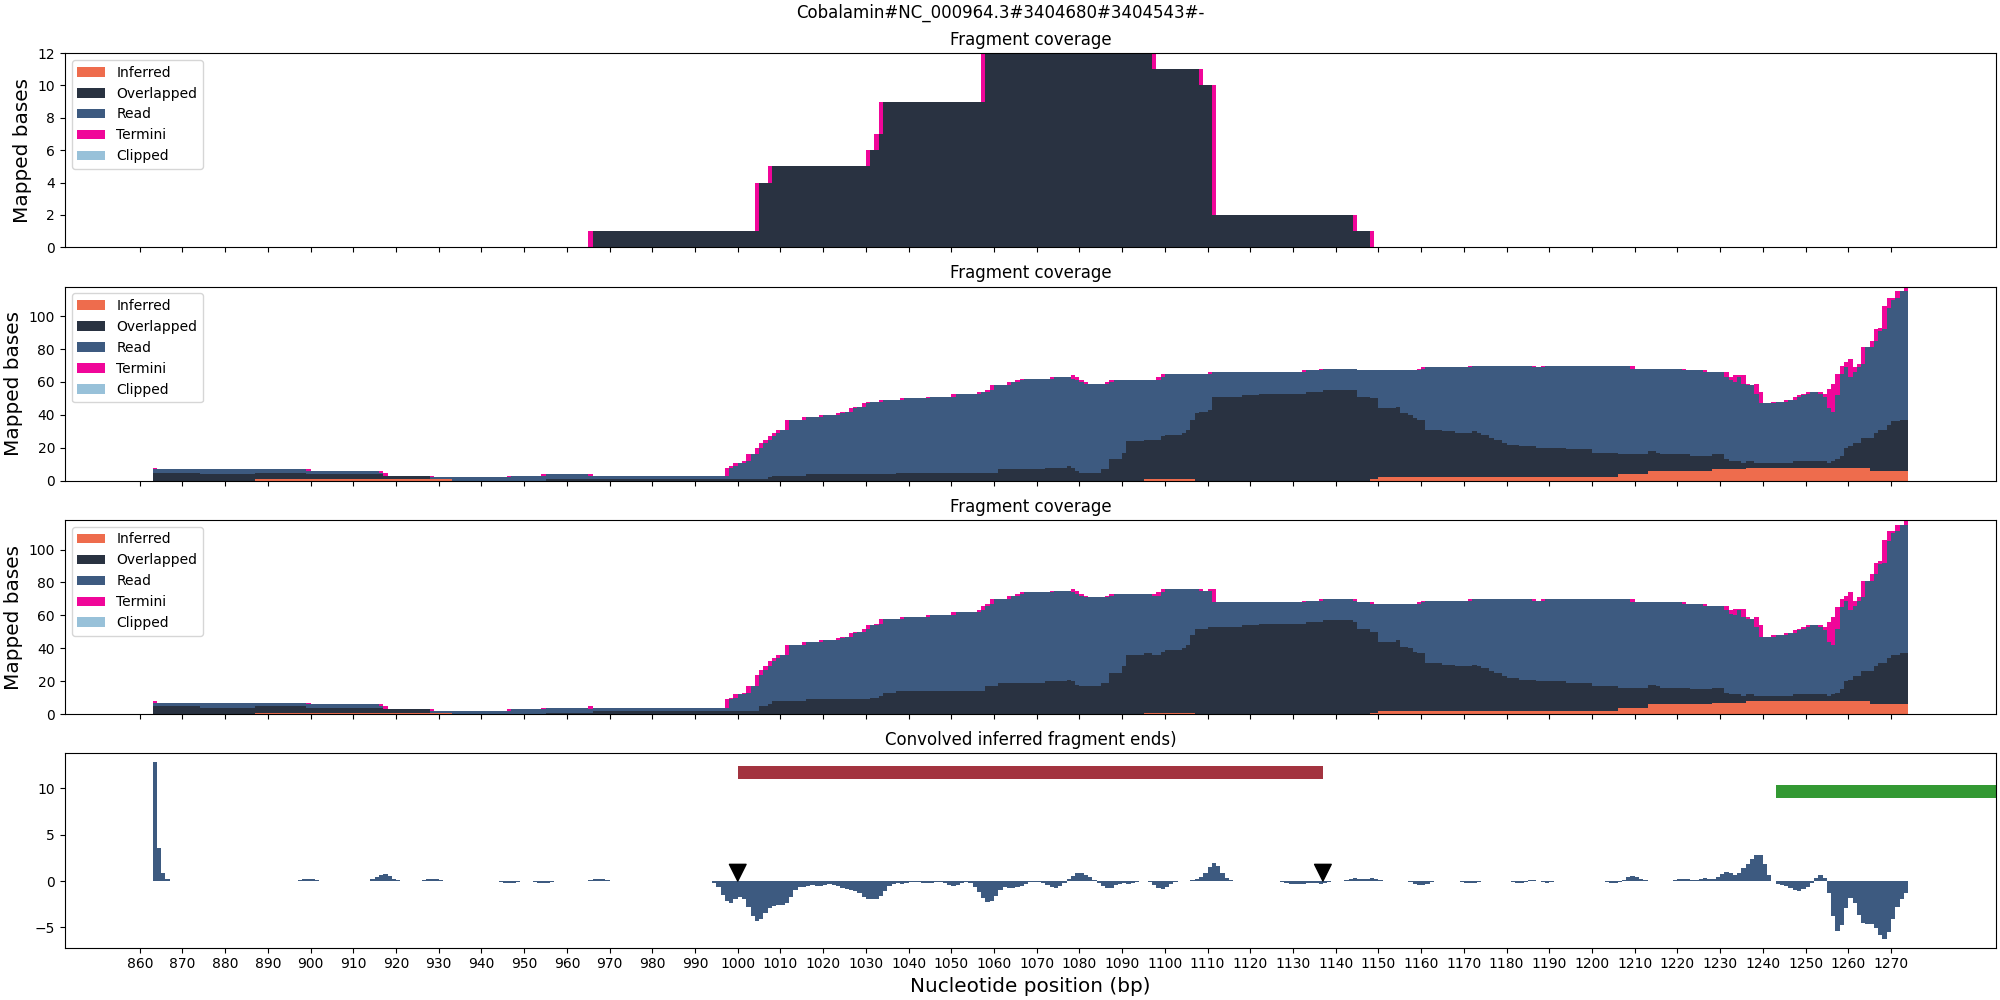 Cobalamin#NC_000964.3#3404680#3404543#-
Fragment coverage
Mapped bases
12
10
8
6
4
2
0
Inferred
Overlapped
Read
Termini
Clipped
Fragment coverage
Mapped bases
100
80
60
40
20
0
Inferred
Overlapped
Read
Termini
Clipped
Fragment coverage
Mapped bases
100
80
60
40
20
0
Inferred
Overlapped
Read
Termini
Clipped
Convolved inferred fragment ends)
10
5
0
−5
860 870 880 890 900 910 920 930 940 950 960 970 980 990 1000 1010 1020 1030 1040 1050 1060 1070 1080 1090 1100 1110 1120 1130 1140 1150 1160 1170 1180 1190 1200 1210 1220 1230 1240 1250 1260 1270
Nucleotide position (bp)